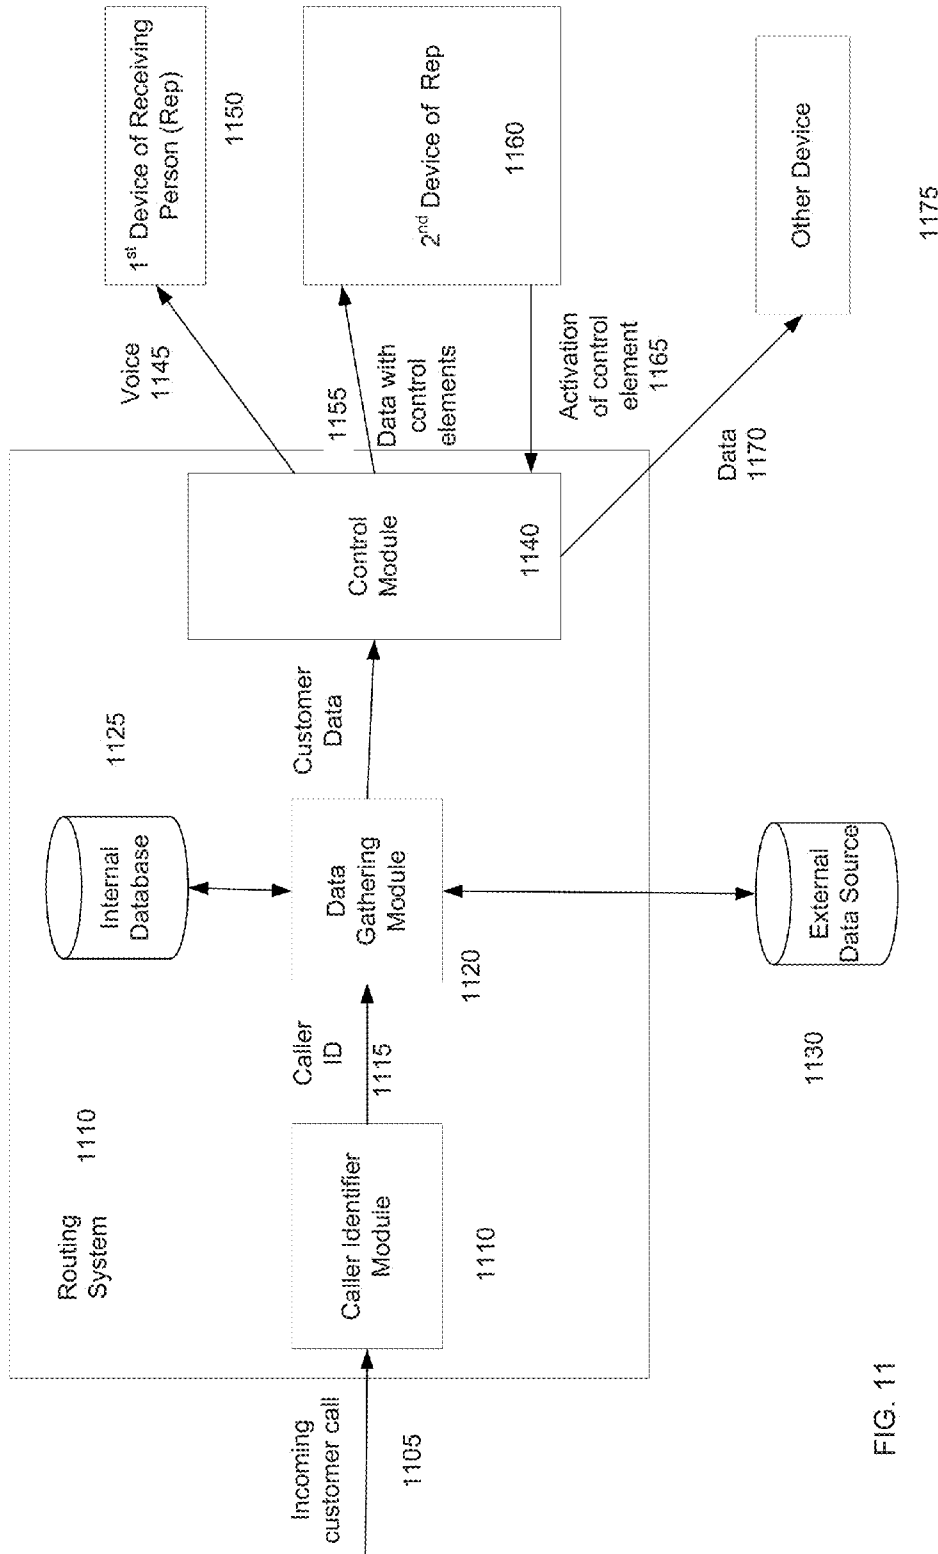 Incoming
customer call
1105
Routing
System
1110
Caller Identifier
Module
1110
Caller
ID
1115
Internal
Database
1125
Data
Gathering
Module
1120
External
Data Source
1130
Customer
Data
Control
Module
1140
Voice
1145
1st Device of Receiving
Person (Rep)
1150
1155
Data with
control
elements
2nd Device of Rep
1160
Activation
of control
element
1165
Data
1170
Other Device
1175
FIG. 11